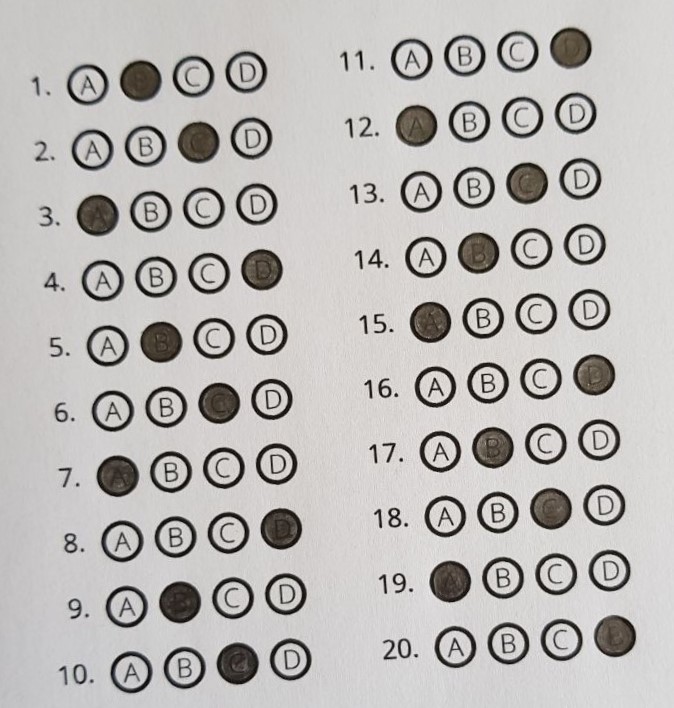 1. A B C D
2. A B C D
3. A B C D
4. A B C D
5. A B C D
6. A B C D
7. A B C D
8. A B C D
9. A B C D
10. A B C D
11. A B C D
12. A B C D
13. A B C D
14. A B C D
15. A B C D
16. A B C D
17. A B C D
18. A B C D
19. A B C D
20. A B C D